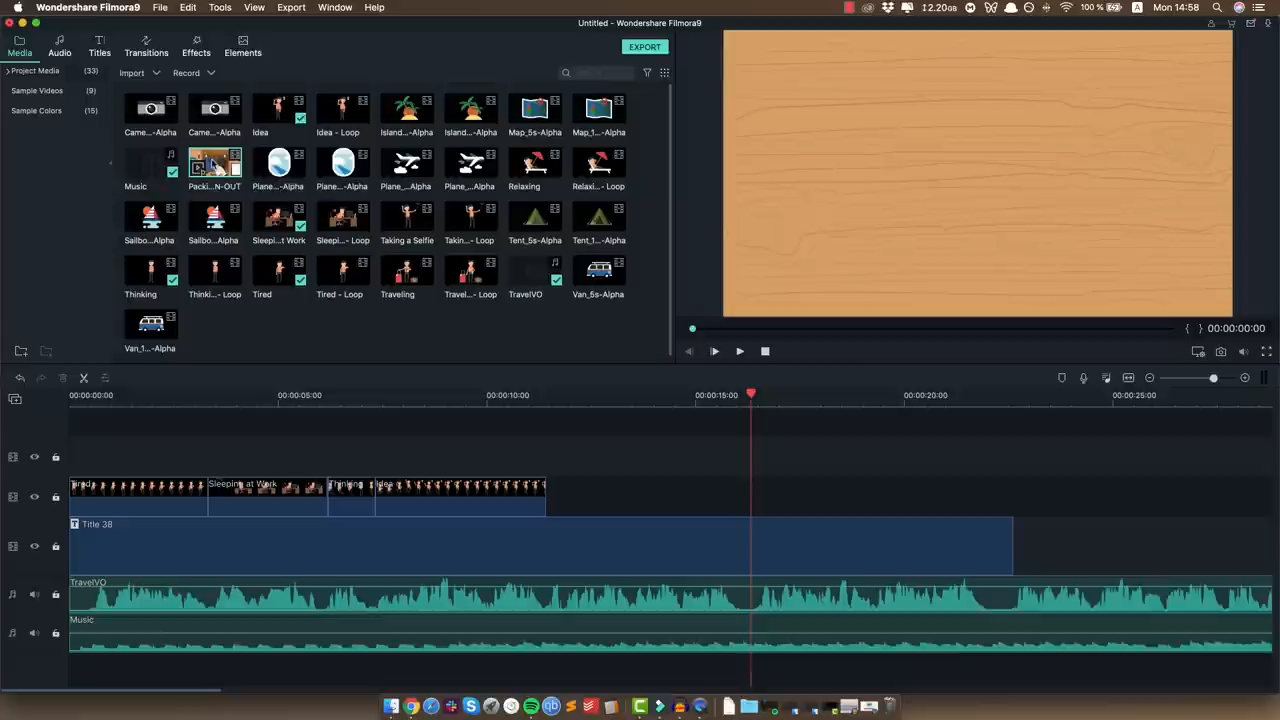 Wondershare Filmora9 File Edit Tools View Export Window Help 2.20GB 100 % Mon 14:58
Untitled - Wondershare Filmora9
Media Audio Titles Transitions Effects Elements EXPORT
Project Media (33) Import Record
Sample Videos (9)
Sample Colors (15)
Came...-Alpha Came...-Alpha Idea Idea - Loop Island...-Alpha Island...-Alpha Map_5s-Alpha Map_1...-Alpha
Music Packi...N-OUT Plane...-Alpha Plane...-Alpha Plane_...-Alpha Plane_...-Alpha Relaxing Relaxi... - Loop
Sailbo...Alpha Sailbo...Alpha Sleepi...t Work Sleepi... - Loop Taking a Selfie Takin... - Loop Tent_5s-Alpha Tent_1...-Alpha
Thinking Thinki... - Loop Tired Tired - Loop Traveling Travel... - Loop TravelVO Van_5s-Alpha
Van_1...-Alpha
{ } 00:00:00:00
00:00:00:00 00:00:05:00 00:00:10:00 00:00:15:00 00:00:20:00 00:00:25:00
Tired Sleeping at Work Thinking Idea
T Title 38
TravelVO
Music